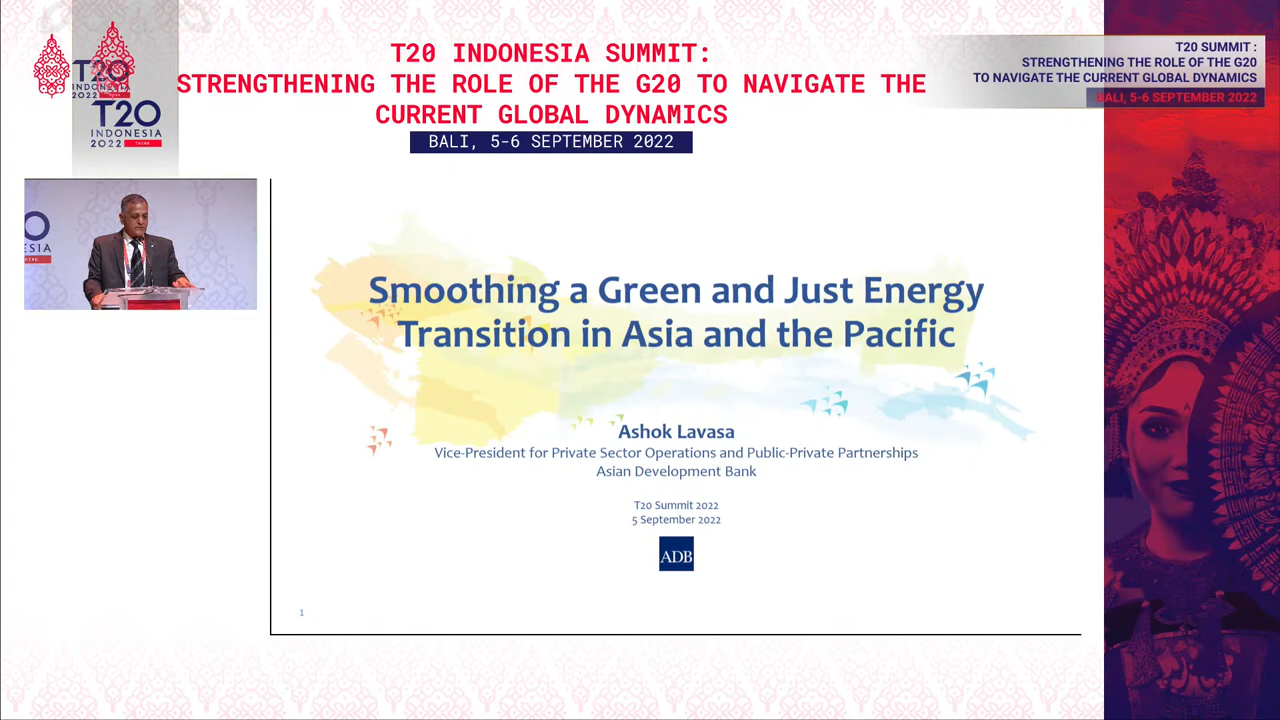 T20 INDONESIA SUMMIT:
STRENGTHENING THE ROLE OF THE G20 TO NAVIGATE THE
CURRENT GLOBAL DYNAMICS
BALI, 5-6 SEPTEMBER 2022
T20
INDONESIA
2022
T20
INDONESIA
2022 THINK
T20 SUMMIT :
STRENGTHENING THE ROLE OF THE G20
TO NAVIGATE THE CURRENT GLOBAL DYNAMICS
BALI, 5-6 SEPTEMBER 2022
Smoothing a Green and Just Energy
Transition in Asia and the Pacific
Ashok Lavasa
Vice-President for Private Sector Operations and Public-Private Partnerships
Asian Development Bank
T20 Summit 2022
5 September 2022
ADB
1